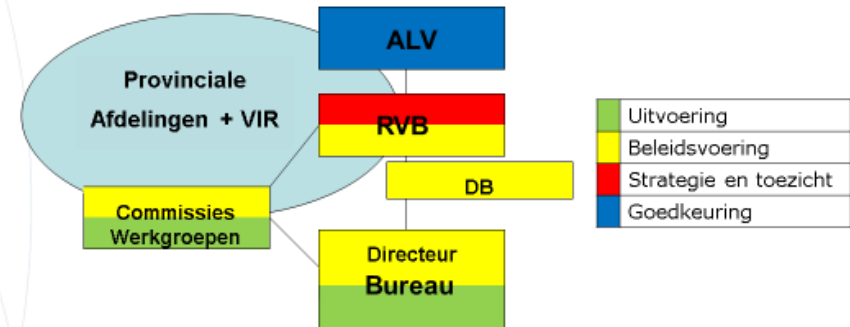 ALV
Provinciale
Afdelingen + VIR
RVB
DB
Commissies
Werkgroepen
Directeur
Bureau
Uitvoering
Beleidsvoering
Strategie en toezicht
Goedkeuring